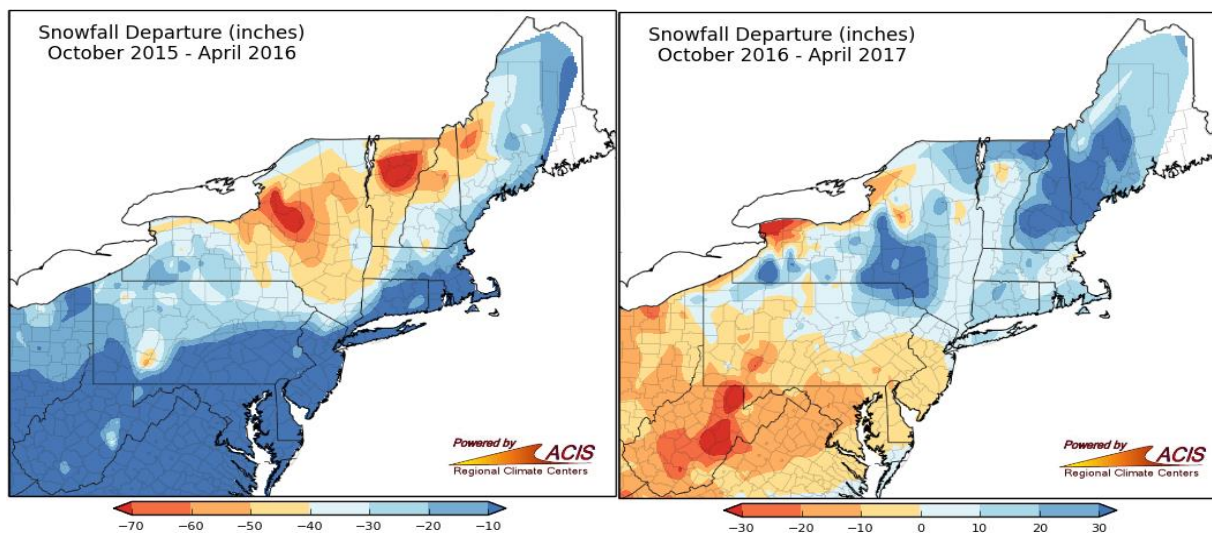 Snowfall Departure (inches)
October 2015 - April 2016
Powered by
ACIS
Regional Climate Centers
−70 −60 −50 −40 −30 −20 −10
Snowfall Departure (inches)
October 2016 - April 2017
Powered by
ACIS
Regional Climate Centers
−30 −20 −10 0 10 20 30